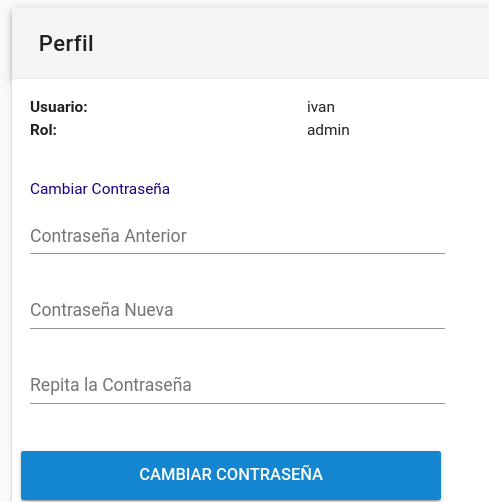 Perfil
Usuario: ivan
Rol: admin
Cambiar Contraseña
Contraseña Anterior
Contraseña Nueva
Repita la Contraseña
CAMBIAR CONTRASEÑA